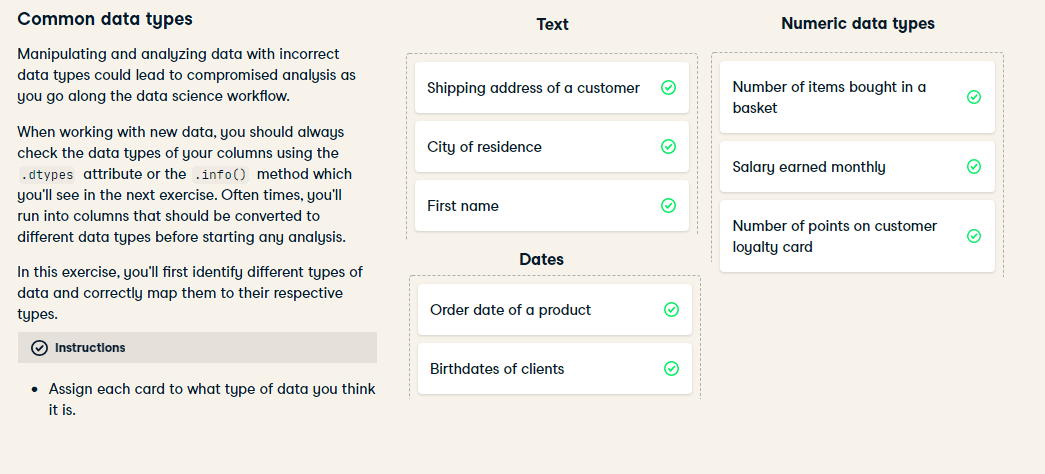 Common data types
Manipulating and analyzing data with incorrect
data types could lead to compromised analysis as
you go along the data science workflow.
When working with new data, you should always
check the data types of your columns using the
.dtypes attribute or the .info() method which
you'll see in the next exercise. Often times, you'll
run into columns that should be converted to
different data types before starting any analysis.
In this exercise, you'll first identify different types of
data and correctly map them to their respective
types.
Instructions
• Assign each card to what type of data you think
it is.
Text
Shipping address of a customer
City of residence
First name
Dates
Order date of a product
Birthdates of clients
Numeric data types
Number of items bought in a
basket
Salary earned monthly
Number of points on customer
loyalty card